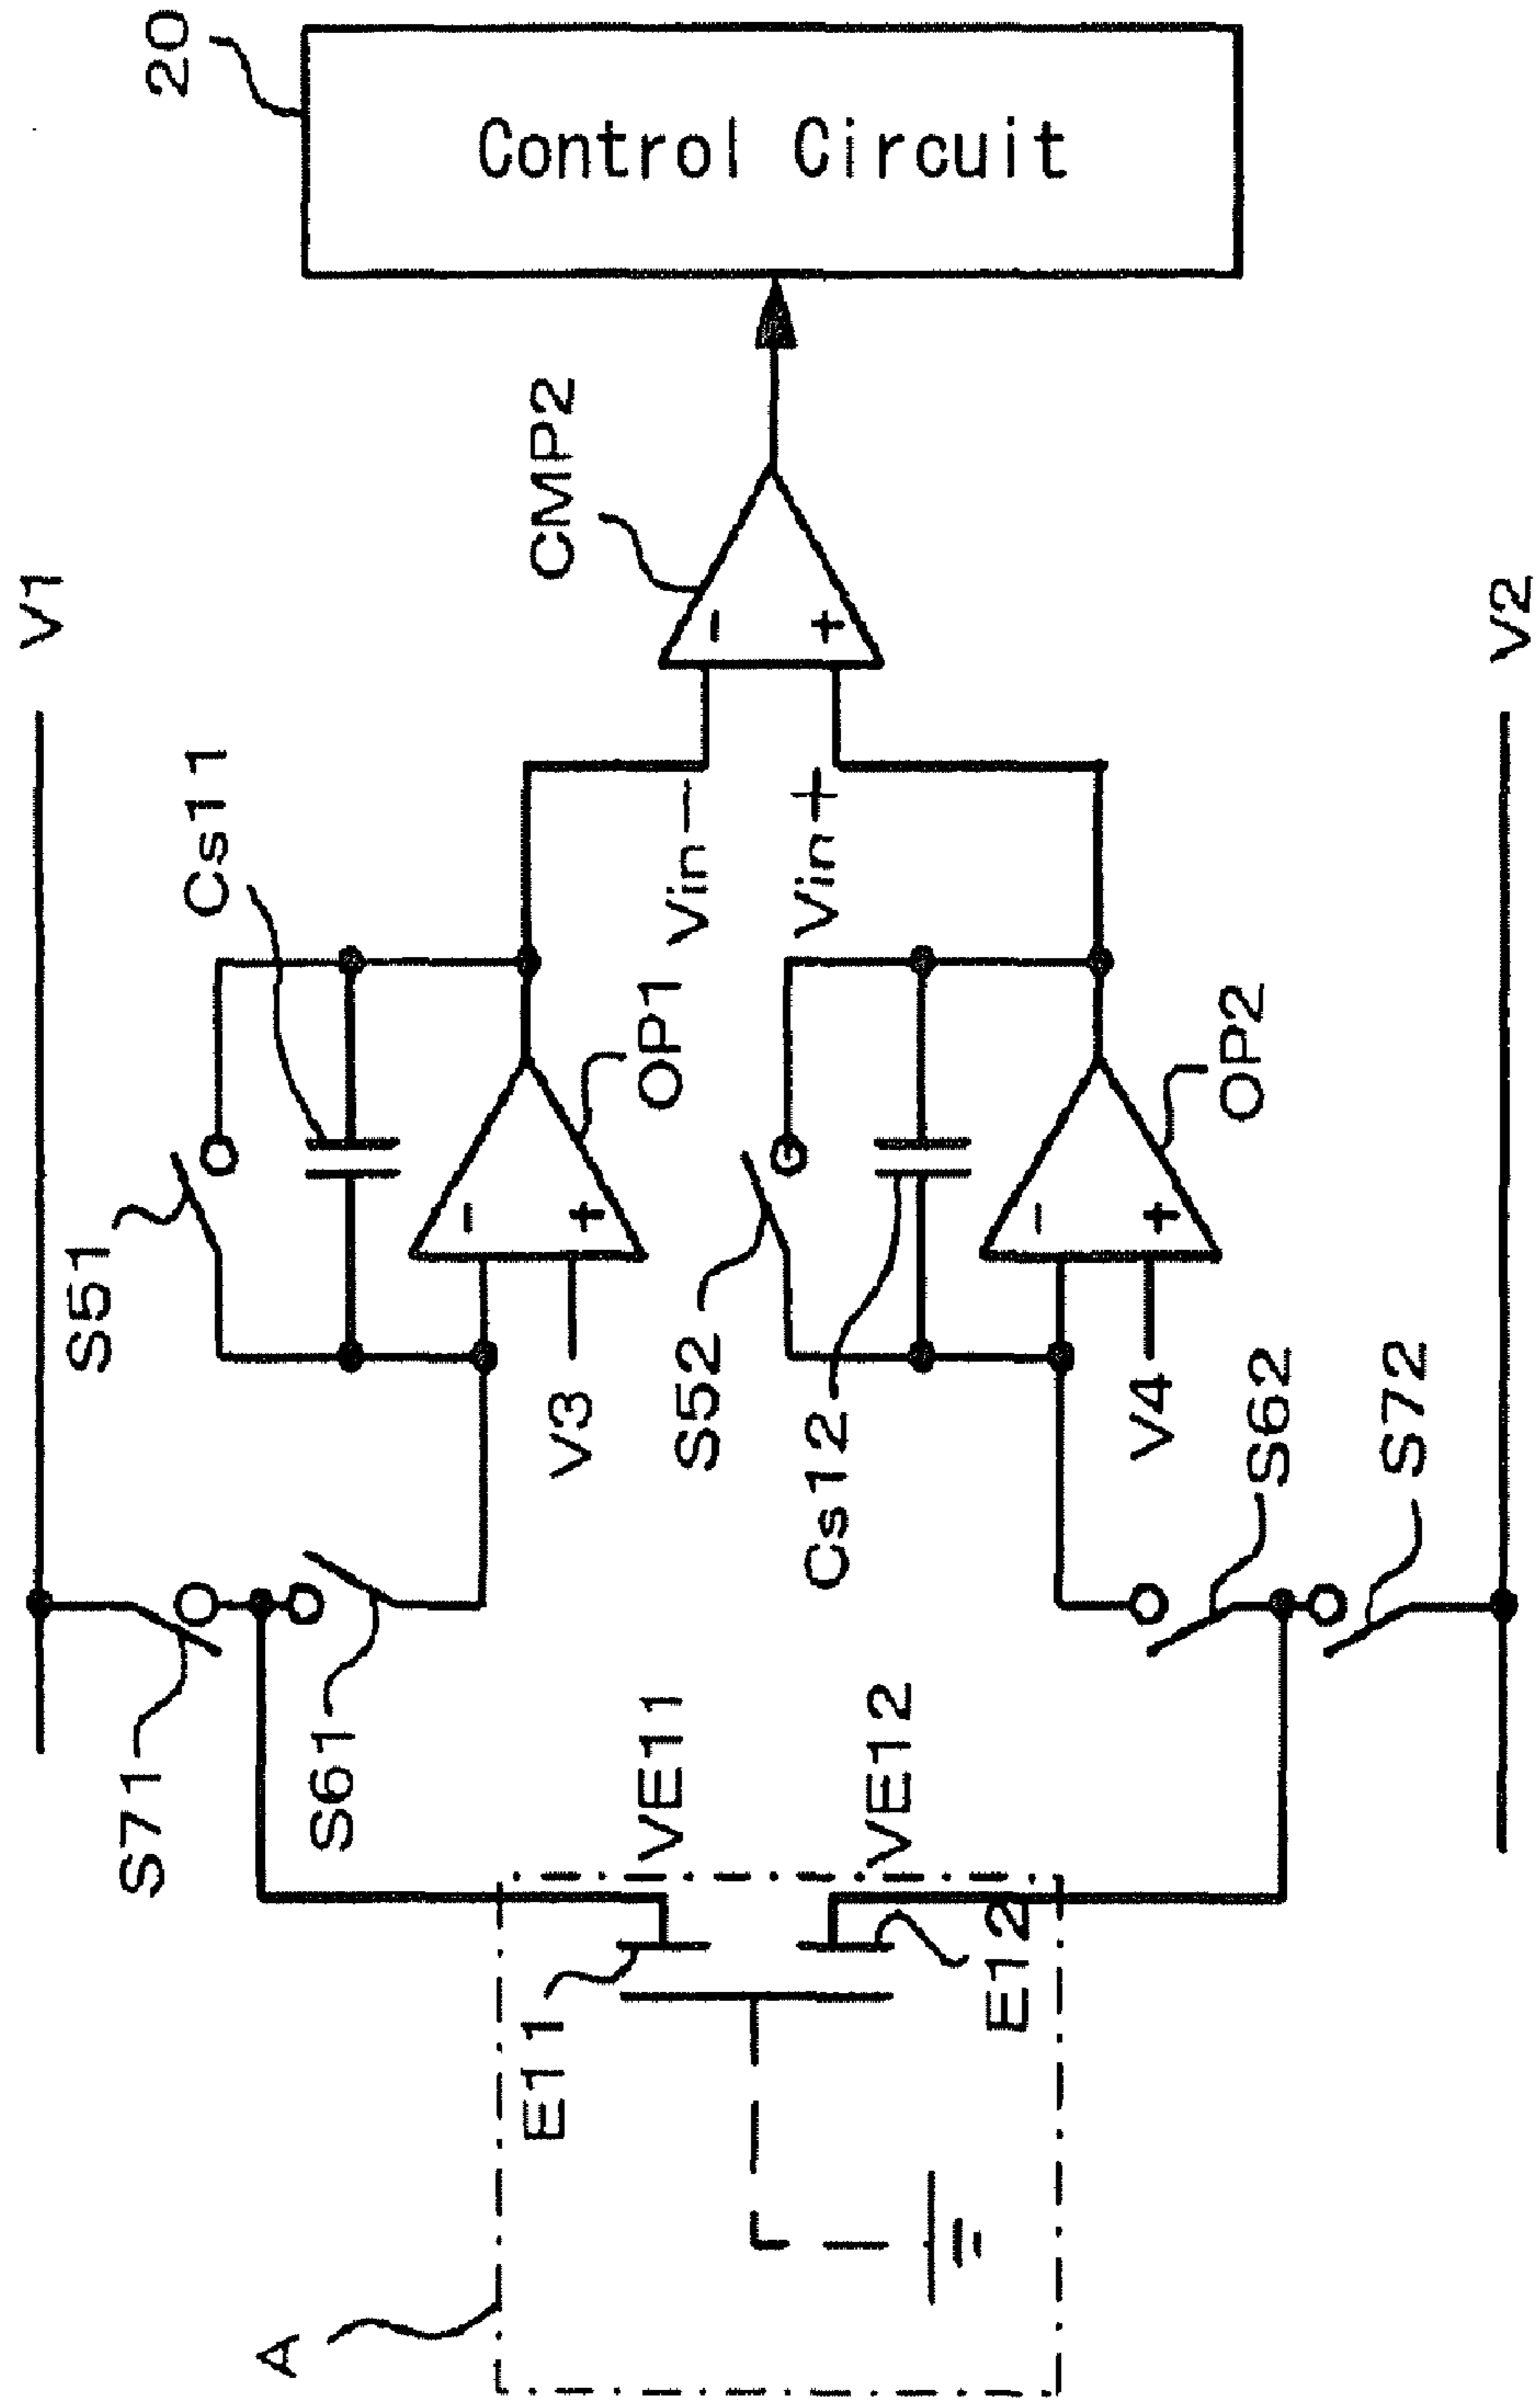 20
Control Circuit
CMP2
V1
V2
Cs11
Vin-
Vin+
-
+
S51
OP1
-
+
V3
S52
Cs12
OP2
-
+
V4
S62
S72
S71
S61
VE11
VE12
E11
E12
A